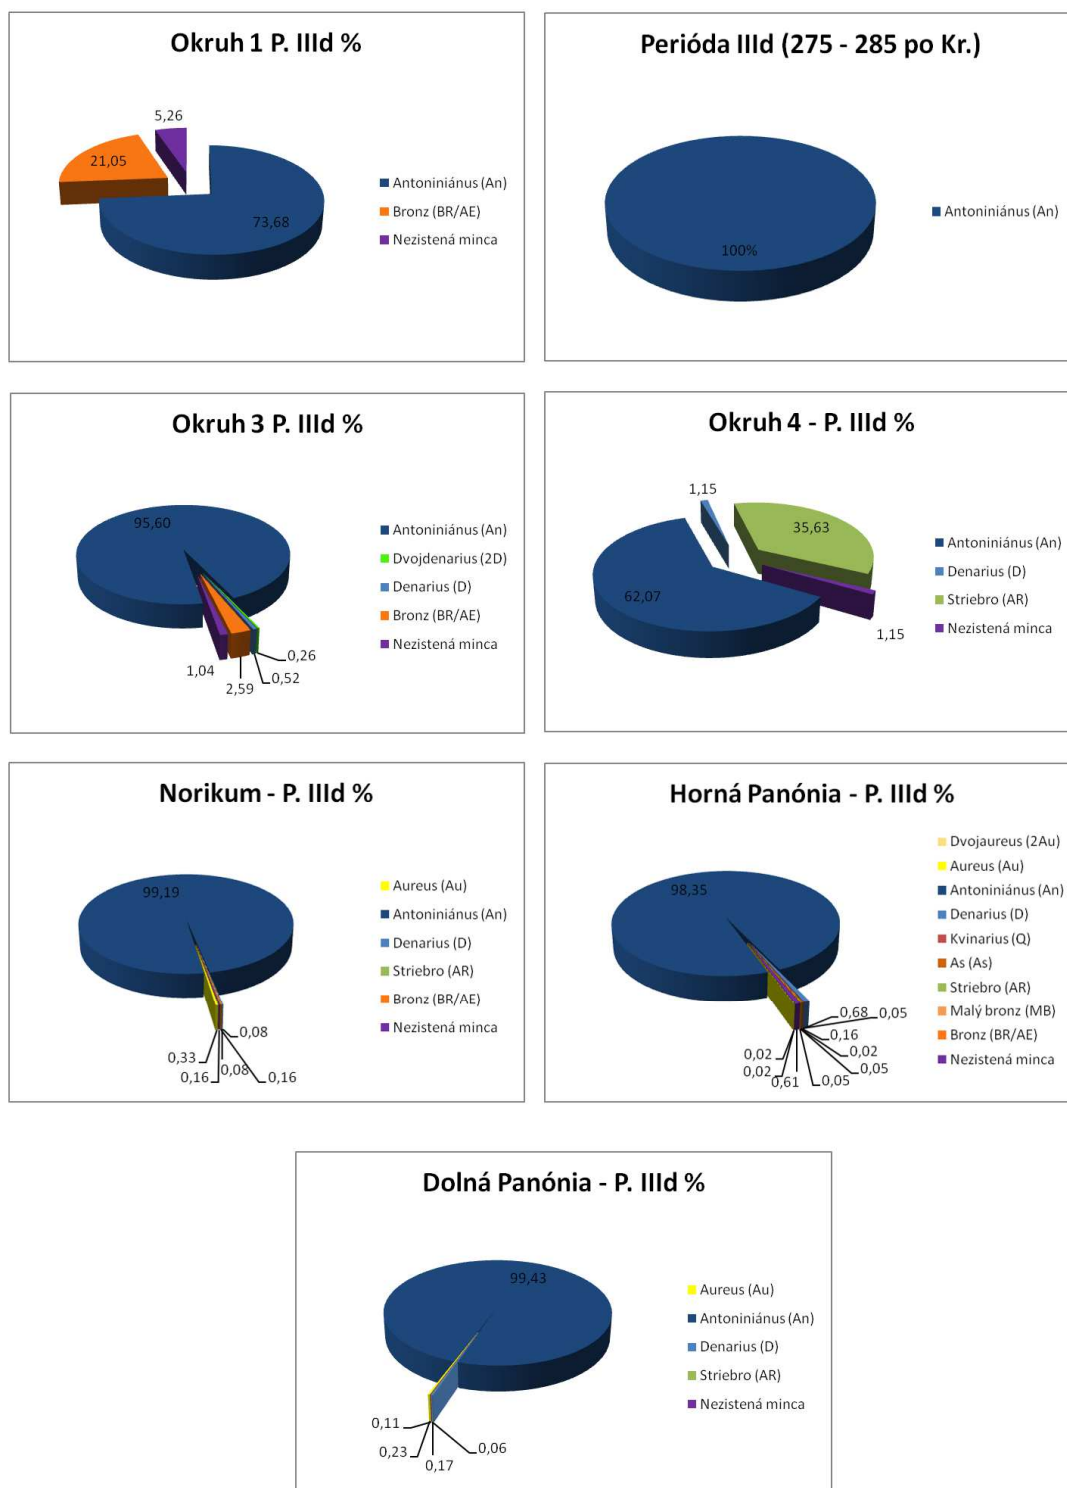 Okruh 1 P. IIId %
5,26
21,05
73,68
Antoniniánus (An)
Bronz (BR/AE)
Nezistená minca
Perióda IIId (275 - 285 po Kr.)
100%
Antoniniánus (An)
Okruh 3 P. IIId %
95,60
1,04
2,59
0,52
0,26
Antoniniánus (An)
Dvojdenarius (2D)
Denarius (D)
Bronz (BR/AE)
Nezistená minca
Okruh 4 - P. IIId %
1,15
35,63
62,07
1,15
Antoniniánus (An)
Denarius (D)
Striebro (AR)
Nezistená minca
Norikum - P. IIId %
99,19
0,33
0,16
0,08
0,08
0,16
Aureus (Au)
Antoniniánus (An)
Denarius (D)
Striebro (AR)
Bronz (BR/AE)
Nezistená minca
Horná Panónia - P. IIId %
98,35
0,68
0,05
0,16
0,02
0,02
0,05
0,02
0,61
0,05
Dvojaureus (2Au)
Aureus (Au)
Antoniniánus (An)
Denarius (D)
Kvinarius (Q)
As (As)
Striebro (AR)
Malý bronz (MB)
Bronz (BR/AE)
Nezistená minca
Dolná Panónia - P. IIId %
99,43
0,11
0,23
0,17
0,06
Aureus (Au)
Antoniniánus (An)
Denarius (D)
Striebro (AR)
Nezistená minca